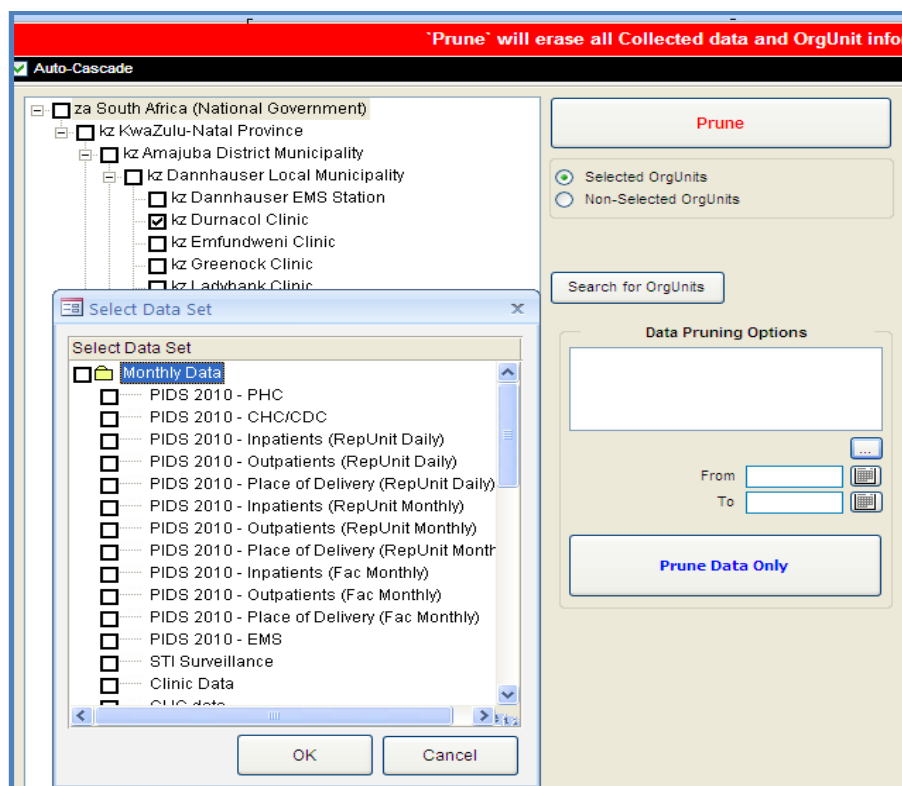 `Prune` will erase all Collected data and OrgUnit info
Auto-Cascade
za South Africa (National Government)
kz KwaZulu-Natal Province
kz Amajuba District Municipality
kz Dannhauser Local Municipality
kz Dannhauser EMS Station
kz Durnacol Clinic
kz Emfundweni Clinic
kz Greenock Clinic
kz Ladybank Clinic
Prune
Selected OrgUnits
Non-Selected OrgUnits
Search for OrgUnits
Data Pruning Options
...
From
To
Prune Data Only
Select Data Set
Select Data Set
Monthly Data
PIDS 2010 - PHC
PIDS 2010 - CHC/CDC
PIDS 2010 - Inpatients (RepUnit Daily)
PIDS 2010 - Outpatients (RepUnit Daily)
PIDS 2010 - Place of Delivery (RepUnit Daily)
PIDS 2010 - Inpatients (RepUnit Monthly)
PIDS 2010 - Outpatients (RepUnit Monthly)
PIDS 2010 - Place of Delivery (RepUnit Month
PIDS 2010 - Inpatients (Fac Monthly)
PIDS 2010 - Outpatients (Fac Monthly)
PIDS 2010 - Place of Delivery (Fac Monthly)
PIDS 2010 - EMS
STI Surveillance
Clinic Data
CHC data
OK
Cancel